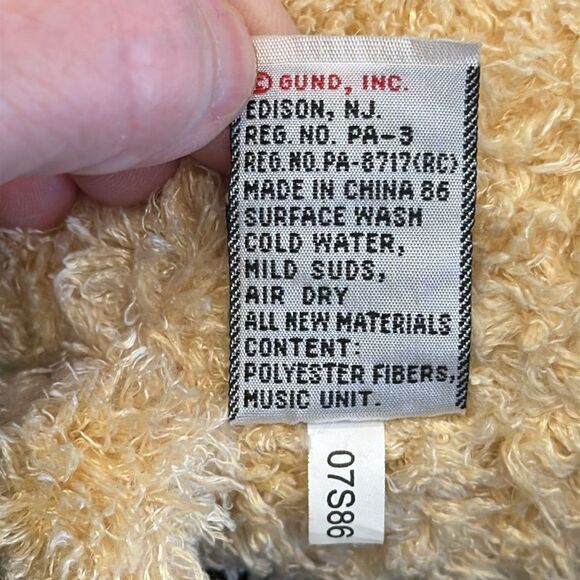 © GUND, INC.
EDISON, N.J.
REG. NO. PA-3
REG. NO. PA-8717(RC)
MADE IN CHINA 86
SURFACE WASH
COLD WATER,
MILD SUDS,
AIR DRY
ALL NEW MATERIALS
CONTENT:
POLYESTER FIBERS,
MUSIC UNIT.
07S86